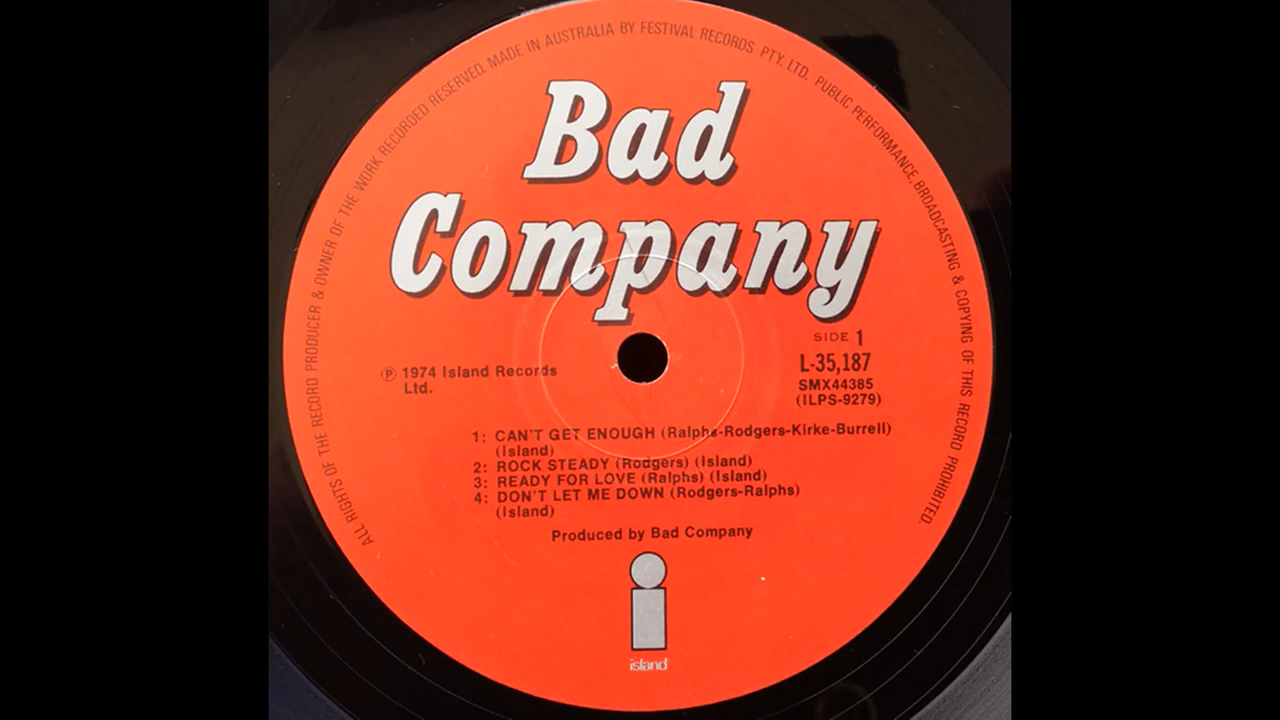 ALL RIGHTS OF THE RECORD PRODUCER & OWNER OF THE WORK RECORDED RESERVED. MADE IN AUSTRALIA BY FESTIVAL RECORDS PTY. LTD. PUBLIC PERFORMANCE, BROADCASTING & COPYING OF THIS RECORD PROHIBITED.
Bad
Company
SIDE 1
L-35,187
SMX44385
(ILPS-9279)
℗ 1974 Island Records
Ltd.
1: CAN'T GET ENOUGH (Ralphs-Rodgers-Kirke-Burrell)
(Island)
2: ROCK STEADY (Rodgers) (Island)
3: READY FOR LOVE (Ralphs) (Island)
4: DON'T LET ME DOWN (Rodgers-Ralphs)
(Island)
Produced by Bad Company
island